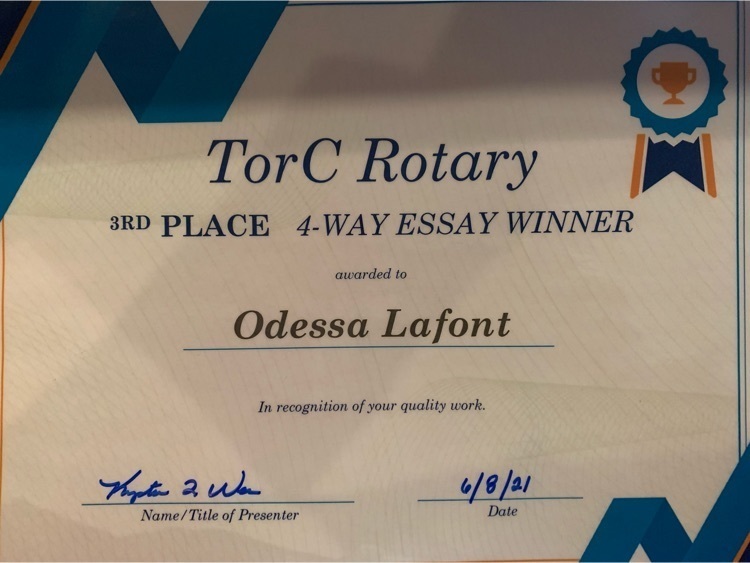 TorC Rotary
3RD PLACE 4-WAY ESSAY WINNER
awarded to
Odessa Lafont
In recognition of your quality work.
6/8/21
Name/Title of Presenter
Date